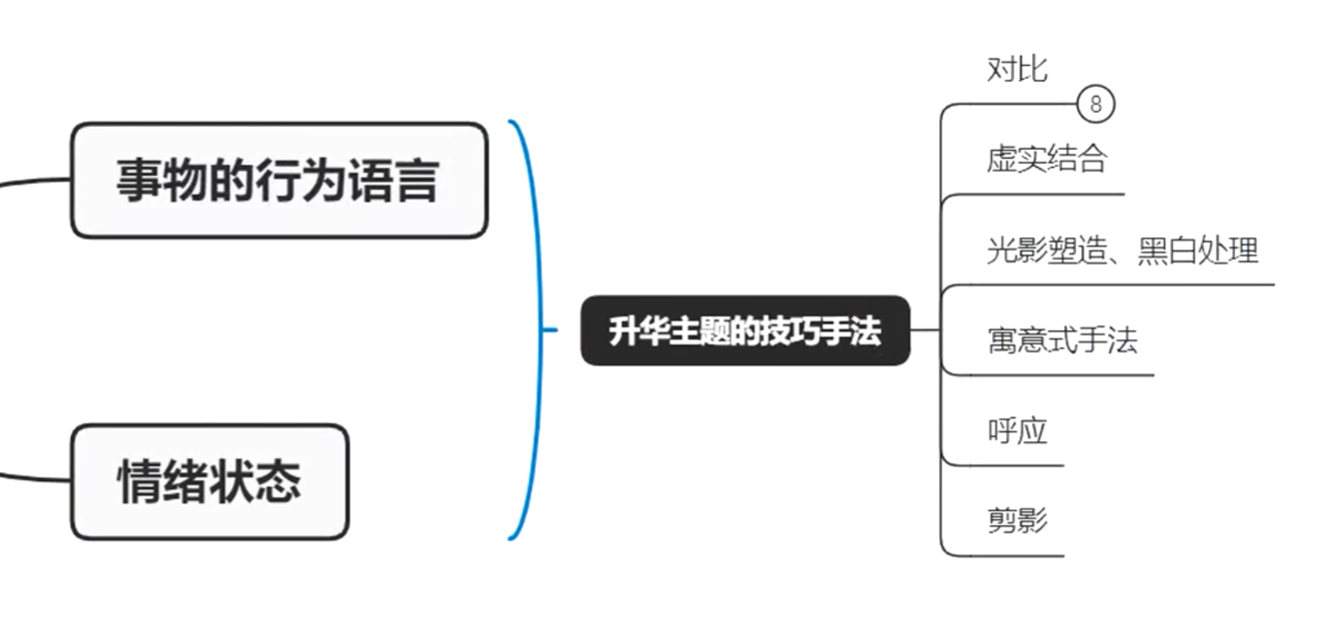 事物的行为语言
情绪状态
升华主题的技巧手法
对比
8
虚实结合
光影塑造、黑白处理
寓意式手法
呼应
剪影